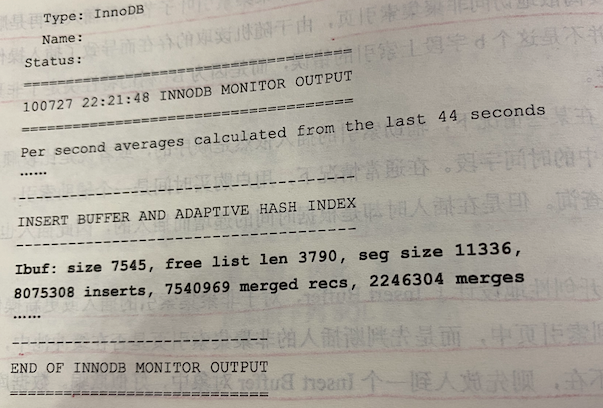 Type: InnoDB
Name:
Status:
=====================================
100727 22:21:48 INNODB MONITOR OUTPUT
=====================================
Per second averages calculated from the last 44 seconds
……
-------------------------------------
INSERT BUFFER AND ADAPTIVE HASH INDEX
-------------------------------------
Ibuf: size 7545, free list len 3790, seg size 11336,
8075308 inserts, 7540969 merged recs, 2246304 merges
……
----------------------------
END OF INNODB MONITOR OUTPUT
============================